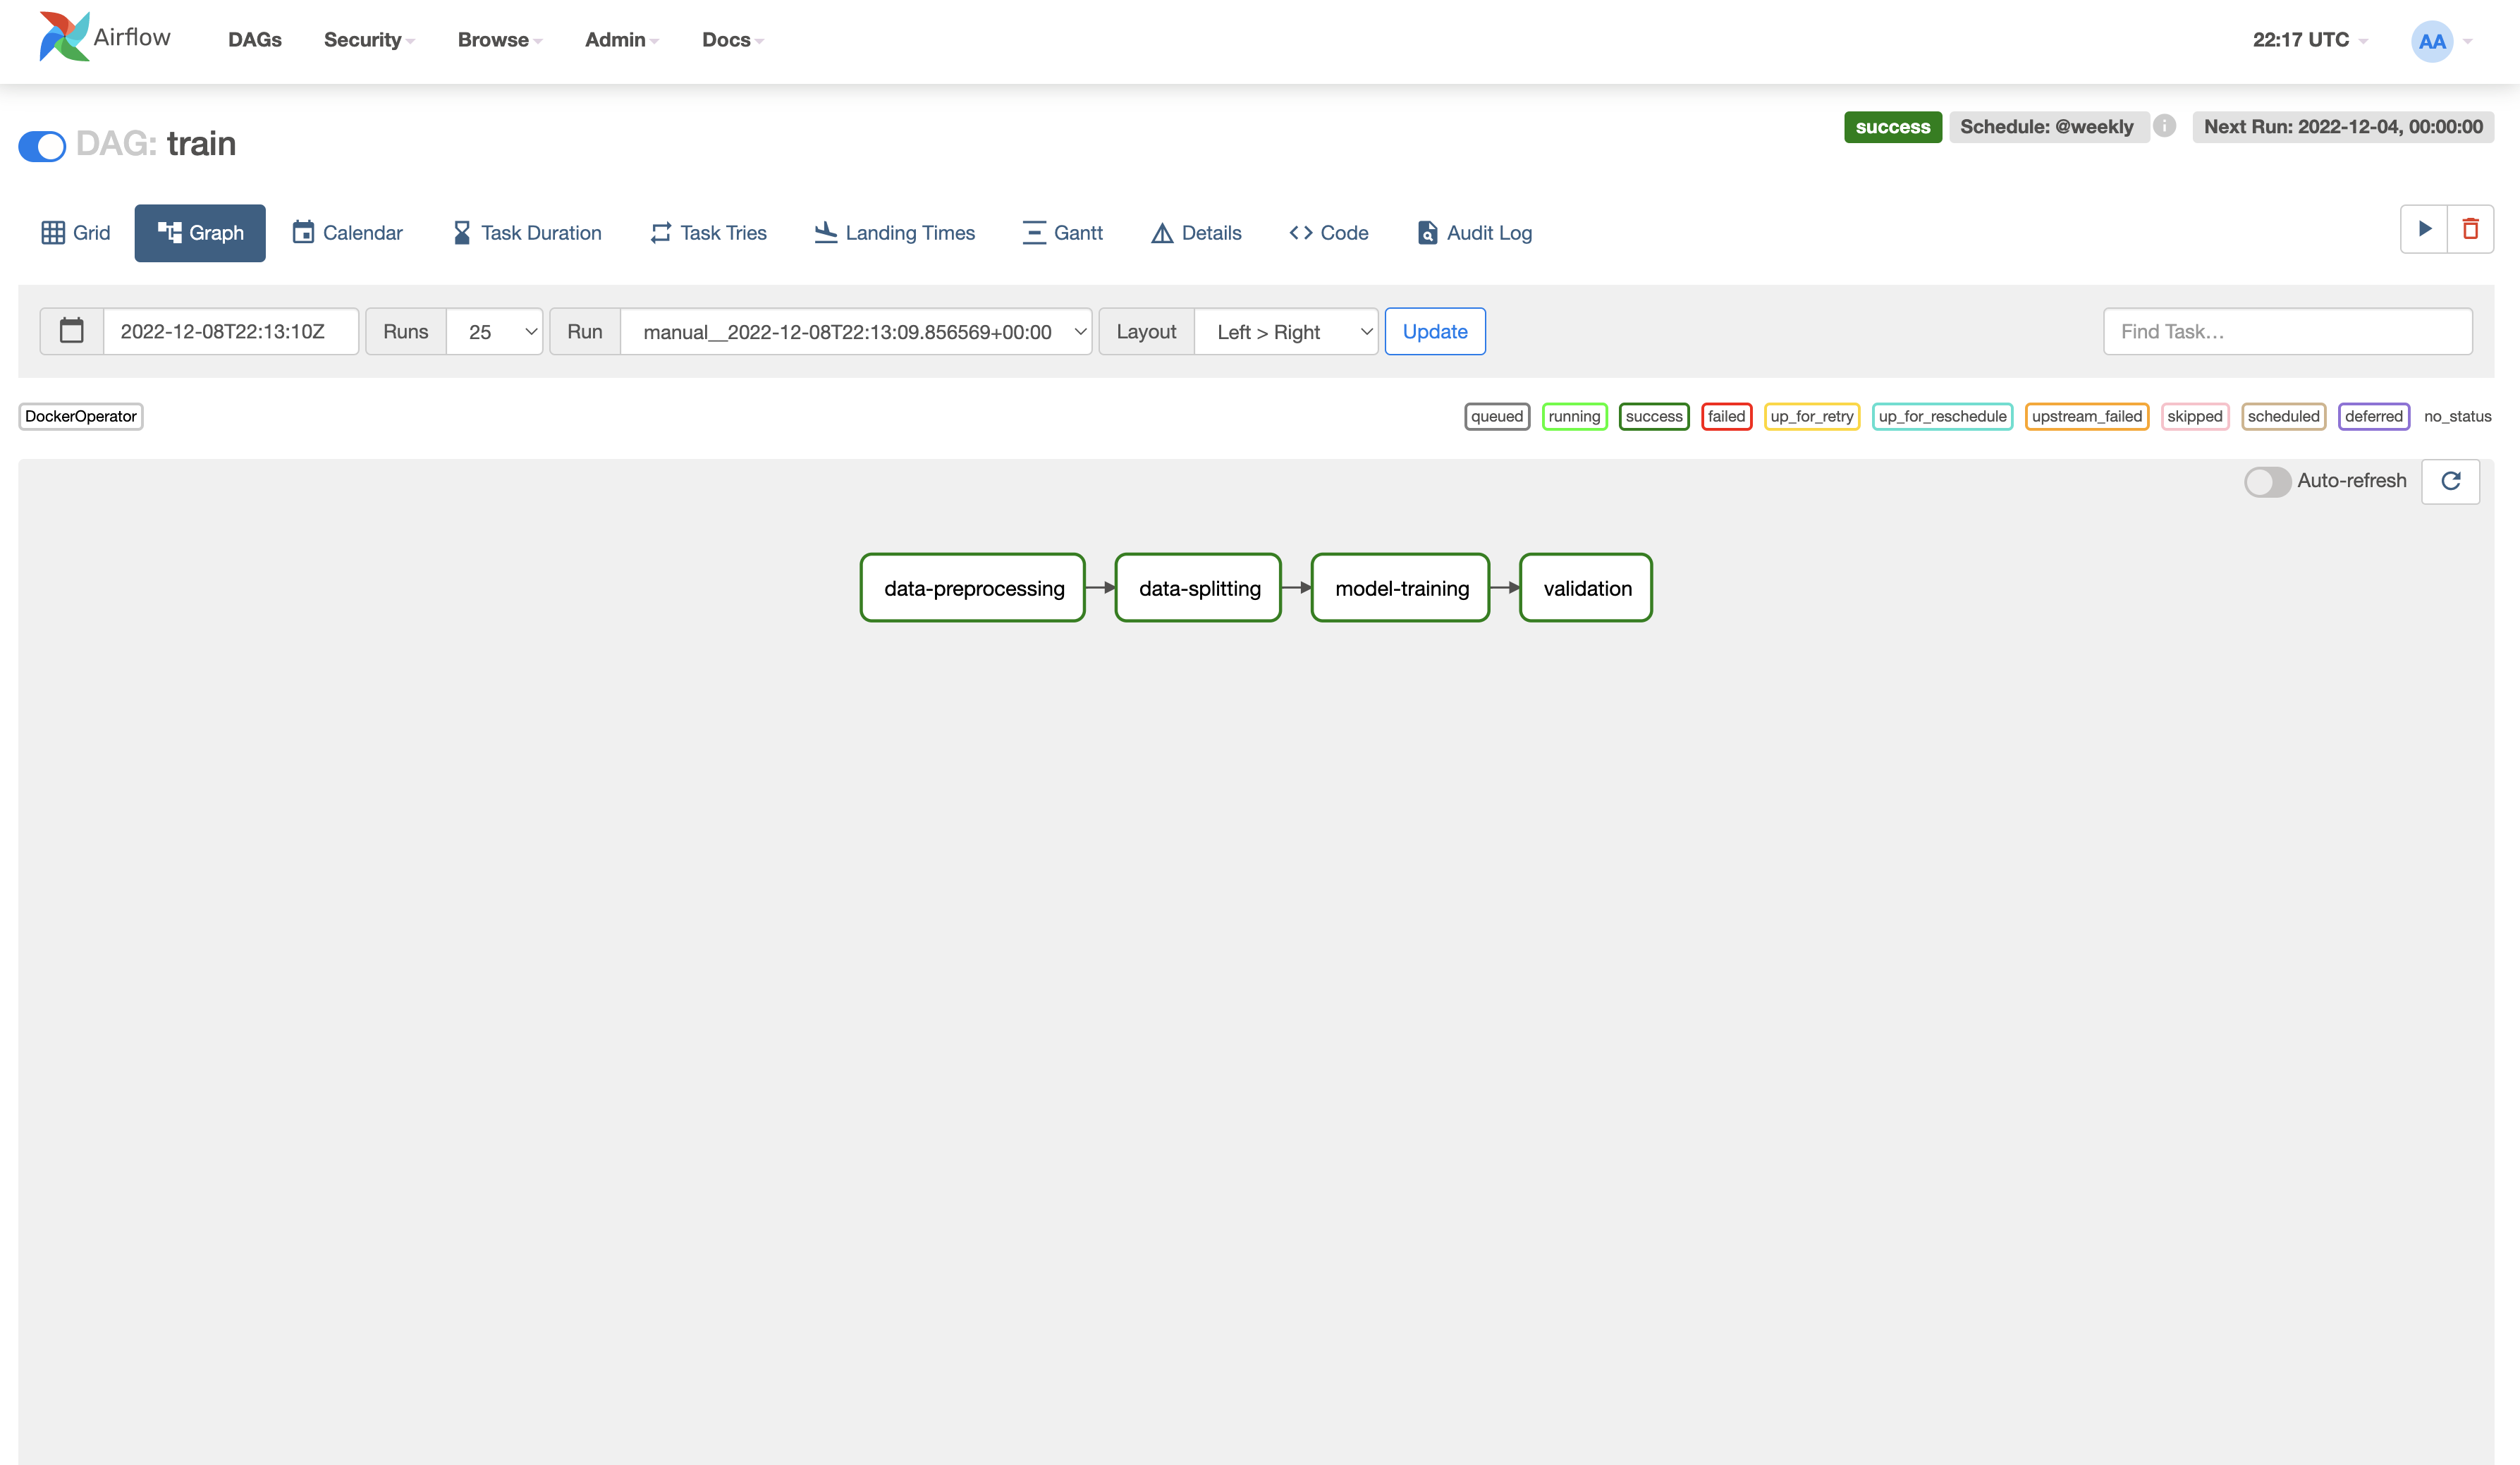 Airflow DAGs Security Browse Admin Docs 22:17 UTC AA
DAG: train success Schedule: @weekly i Next Run: 2022-12-04, 00:00:00
Grid Graph Calendar Task Duration Task Tries Landing Times Gantt Details Code Audit Log
2022-12-08T22:13:10Z Runs 25 Run manual__2022-12-08T22:13:09.856569+00:00 Layout Left > Right Update Find Task...
DockerOperator queued running success failed up_for_retry up_for_reschedule upstream_failed skipped scheduled deferred no_status
Auto-refresh
data-preprocessing data-splitting model-training validation